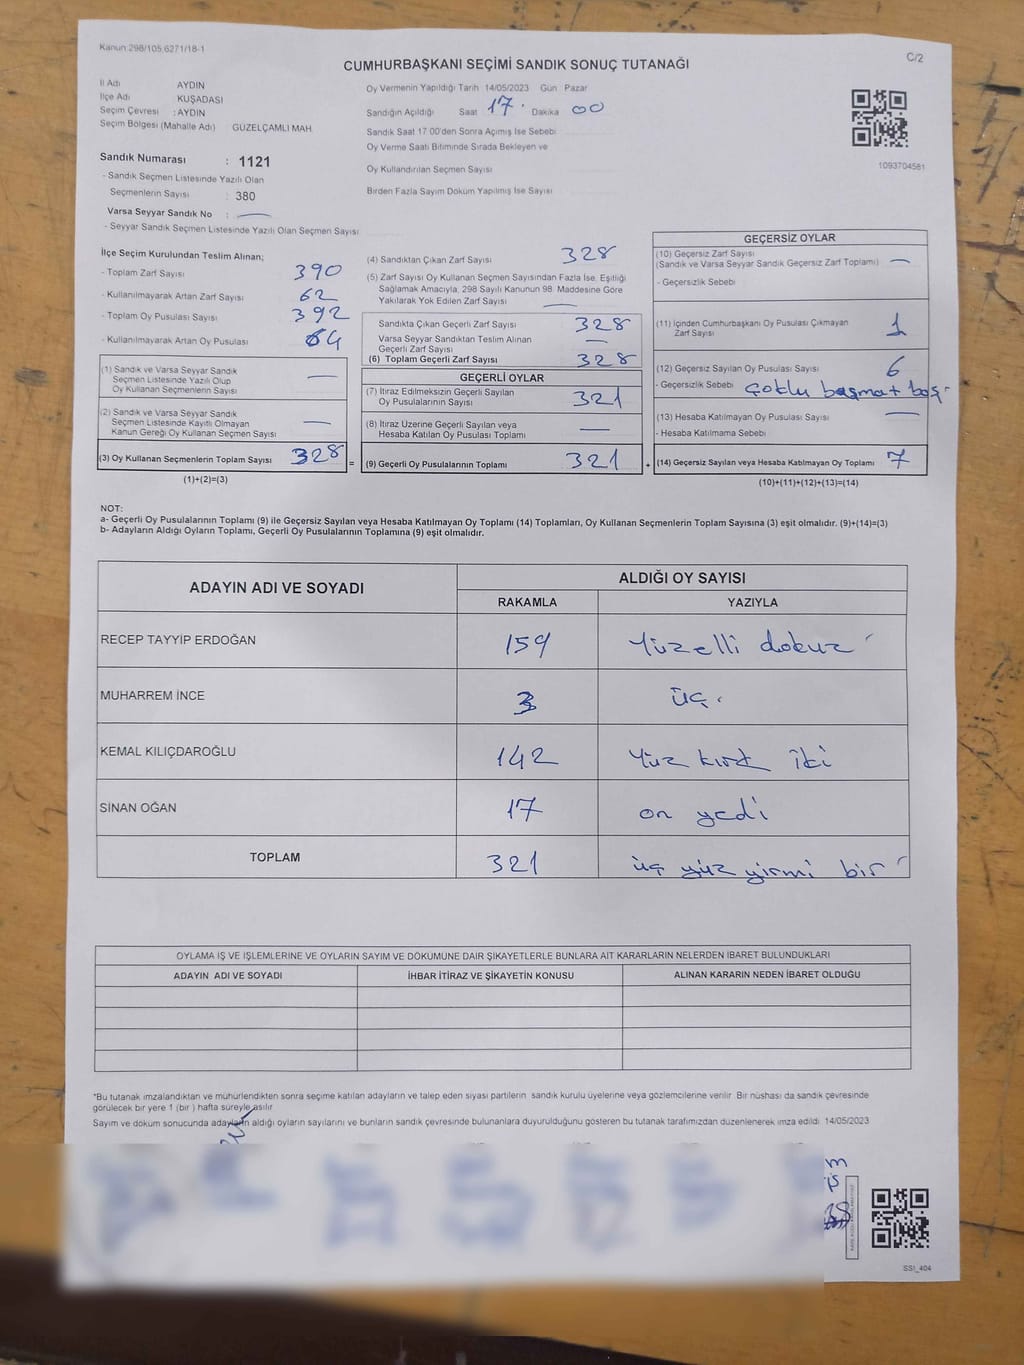 Kanun 298/105,6271/18-1
C/2
CUMHURBAŞKANI SEÇİMİ SANDIK SONUÇ TUTANAĞI
İl Adı AYDIN
İlçe Adı KUŞADASI
Seçim Çevresi : AYDIN
Seçim Bölgesi (Mahalle Adı) GÜZELÇAMLI MAH
Sandık Numarası : 1121
- Sandık Seçmen Listesinde Yazılı Olan
Seçmenlerin Sayısı : 380
Varsa Seyyar Sandık No : —
- Seyyar Sandık Seçmen Listesinde Yazılı Olan Seçmen Sayısı
Oy Vermenin Yapıldığı Tarih 14/05/2023 Gün Pazar
Sandığın Açıldığı Saat 17. Dakika 00
Sandık Saat 17 00'den Sonra Açımış İse Sebebi
Oy Verme Saati Bitiminde Sırada Bekleyen ve
Oy Kullandırılan Seçmen Sayısı
Birden Fazla Sayım Döküm Yapılmış İse Sayısı
1093704581
İlçe Seçim Kurulundan Teslim Alınan;
- Toplam Zarf Sayısı 390
- Kullanılmayarak Artan Zarf Sayısı 62
- Toplam Oy Pusulası Sayısı 392
- Kullanılmayarak Artan Oy Pusulası 64
(1) Sandık ve Varsa Seyyar Sandık
Seçmen Listesinde Yazılı Olup
Oy Kullanan Seçmenlerin Sayısı —
(2) Sandık ve Varsa Seyyar Sandık
Seçmen Listesinde Kayıtlı Olmayan
Kanun Gereği Oy Kullanan Seçmen Sayısı —
(3) Oy Kullanan Seçmenlerin Toplam Sayısı 328 =
(1)+(2)=(3)
(4) Sandıktan Çıkan Zarf Sayısı 328
(5) Zarf Sayısı Oy Kullanan Seçmen Sayısından Fazla İse, Eşitliği
Sağlamak Amacıyla, 298 Sayılı Kanunun 98. Maddesine Göre
Yakılarak Yok Edilen Zarf Sayısı —
Sandıkta Çıkan Geçerli Zarf Sayısı 328
Varsa Seyyar Sandıktan Teslim Alınan
Geçerli Zarf Sayısı —
(6) Toplam Geçerli Zarf Sayısı 328
GEÇERLİ OYLAR
(7) İtiraz Edilmeksizin Geçerli Sayılan
Oy Pusulalarının Sayısı 321
(8) İtiraz Üzerine Geçerli Sayılan veya
Hesaba Katılan Oy Pusulası Toplamı —
(9) Geçerli Oy Pusulalarının Toplamı 321 +
GEÇERSİZ OYLAR
(10) Geçersiz Zarf Sayısı
(Sandık ve Varsa Seyyar Sandık Geçersiz Zarf Toplamı) —
- Geçersizlik Sebebi
(11) İçinden Cumhurbaşkanı Oy Pusulası Çıkmayan
Zarf Sayısı 1
(12) Geçersiz Sayılan Oy Pusulası Sayısı 6
- Geçersizlik Sebebi çoklu basma + boş
(13) Hesaba Katılmayan Oy Pusulası Sayısı —
- Hesaba Katılmama Sebebi
(14) Geçersiz Sayılan veya Hesaba Katılmayan Oy Toplamı 7
(10)+(11)+(12)+(13)=(14)
NOT:
a- Geçerli Oy Pusulalarının Toplamı (9) ile Geçersiz Sayılan veya Hesaba Katılmayan Oy Toplamı (14) Toplamları, Oy Kullanan Seçmenlerin Toplam Sayısına (3) eşit olmalıdır. (9)+(14)=(3)
b- Adayların Aldığı Oyların Toplamı, Geçerli Oy Pusulalarının Toplamına (9) eşit olmalıdır.
ADAYIN ADI VE SOYADI ALDIĞI OY SAYISI
RAKAMLA YAZIYLA
RECEP TAYYİP ERDOĞAN 159 Yüzelli dokuz
MUHARREM İNCE 3 üç.
KEMAL KILIÇDAROĞLU 142 Yüz kırk iki
SİNAN OĞAN 17 on yedi
TOPLAM 321 üç yüz yirmi bir
OYLAMA İŞ VE İŞLEMLERİNE VE OYLARIN SAYIM VE DÖKÜMÜNE DAİR ŞİKAYETLERLE BUNLARA AİT KARARLARIN NELERDEN İBARET BULUNDUKLARI
ADAYIN ADI VE SOYADI İHBAR İTİRAZ VE ŞİKAYETİN KONUSU ALINAN KARARIN NEDEN İBARET OLDUĞU
*Bu tutanak imzalandıktan ve mühürlendikten sonra seçime katılan adayların ve talep eden siyasi partilerin sandık kurulu üyelerine veya gözlemcilerine verilir. Bir nüshası da sandık çevresinde
görülecek bir yere 1 (bir) hafta süreyle asılır
Sayım ve döküm sonucunda adayların aldığı oyların sayılarını ve bunların sandık çevresinde bulunanlara duyurulduğunu gösteren bu tutanak tarafımızdan düzenlenerek imza edildi. 14/05/2023
SSI_404